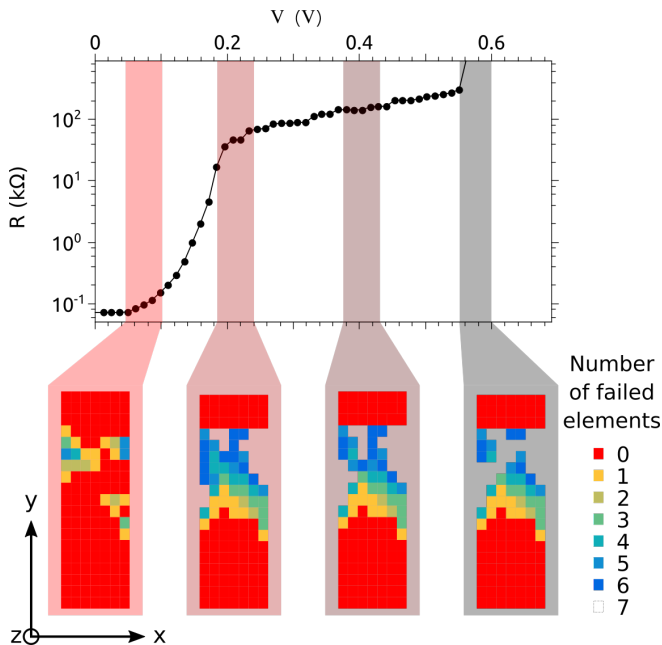 V (V)
0 0.2 0.4 0.6
R (kΩ)
10² 
10¹
10⁰
10⁻¹
Number
of failed
elements
0
1
2
3
4
5
6
7
y
z
x